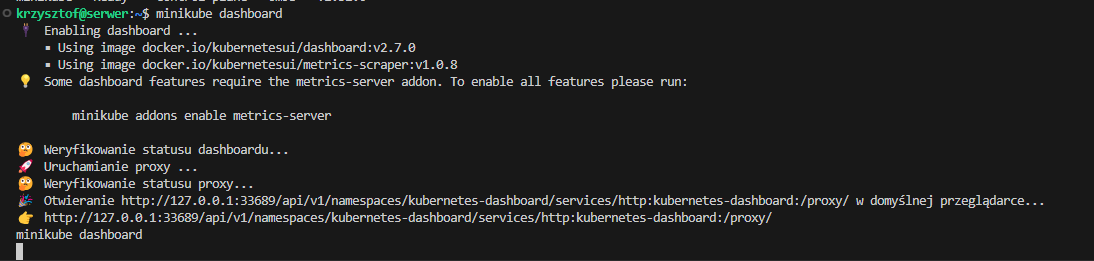 krzysztof@serwer:~$ minikube dashboard
Enabling dashboard ...
▪ Using image docker.io/kubernetesui/dashboard:v2.7.0
▪ Using image docker.io/kubernetesui/metrics-scraper:v1.0.8
Some dashboard features require the metrics-server addon. To enable all features please run:
minikube addons enable metrics-server
Weryfikowanie statusu dashboardu...
Uruchamianie proxy ...
Weryfikowanie statusu proxy...
Otwieranie http://127.0.0.1:33689/api/v1/namespaces/kubernetes-dashboard/services/http:kubernetes-dashboard:/proxy/ w domyślnej przeglądarce...
http://127.0.0.1:33689/api/v1/namespaces/kubernetes-dashboard/services/http:kubernetes-dashboard:/proxy/
minikube dashboard